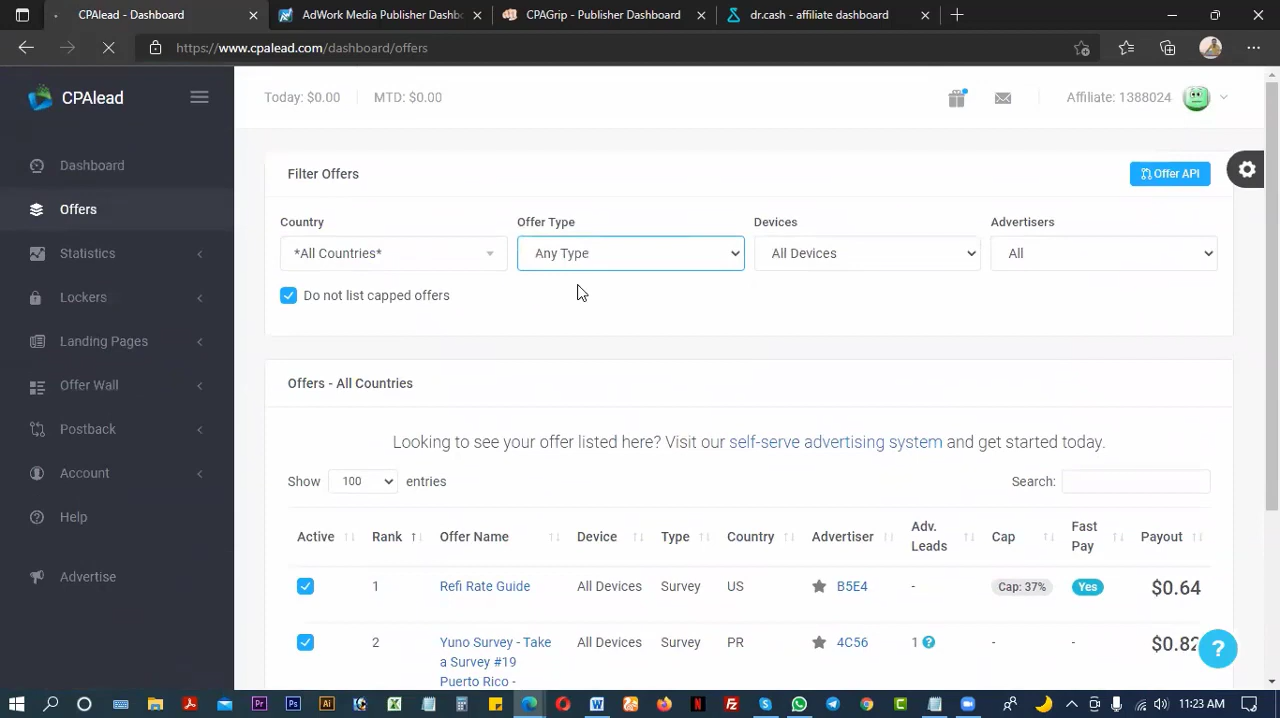 CPAlead - Dashboard
AdWork Media Publisher Dashb
CPAGrip - Publisher Dashboard
dr.cash - affiliate dashboard
https://www.cpalead.com/dashboard/offers
CPAlead
Today: $0.00
MTD: $0.00
Affiliate: 1388024
Dashboard
Offers
Statistics
Lockers
Landing Pages
Offer Wall
Postback
Account
Help
Advertise
Filter Offers
Offer API
Country
Offer Type
Devices
Advertisers
*All Countries*
Any Type
All Devices
All
Do not list capped offers
Offers - All Countries
Looking to see your offer listed here? Visit our self-serve advertising system and get started today.
Show 100 entries
Search:
Active Rank Offer Name Device Type Country Advertiser Adv. Leads Cap Fast Pay Payout
1 Refi Rate Guide All Devices Survey US B5E4 - Cap: 37% Yes $0.64
2 Yuno Survey - Take All Devices Survey PR 4C56 1 ? - - $0.82
a Survey #19
Puerto Rico -
?
Pr Ps Ai
11:23 AM